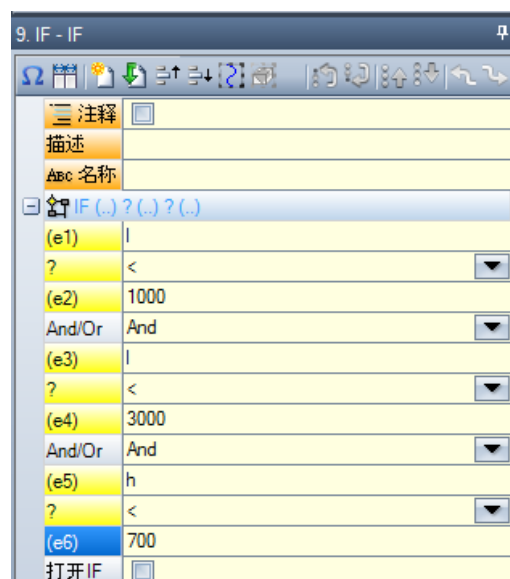 9. IF - IF
注释
描述
ABC 名称
IF (..) ? (..) ? (..)
(e1) l
? <
(e2) 1000
And/Or And
(e3) l
? <
(e4) 3000
And/Or And
(e5) h
? <
(e6) 700
打开IF